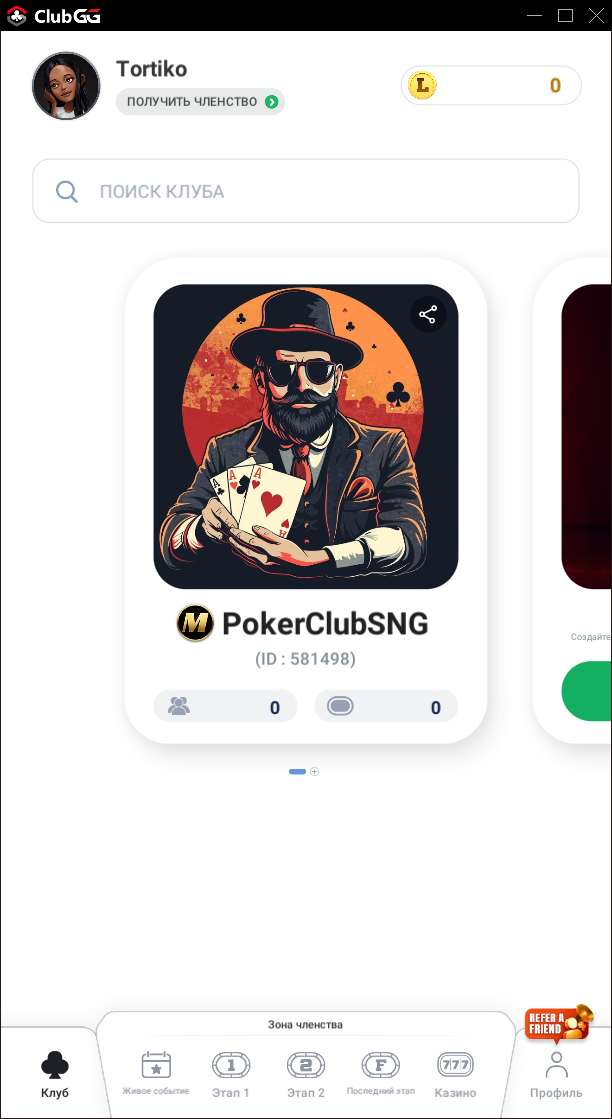 ClubGG
Tortiko
ПОЛУЧИТЬ ЧЛЕНСТВО
L
0
ПОИСК КЛУБА
A
A
A
M PokerClubSNG
(ID : 581498)
0
0
Создайте
REFER A
FRIEND
Зона членства
1
2
F
777
Клуб
Живое событие
Этап 1
Этап 2
Последний этап
Казино
Профиль